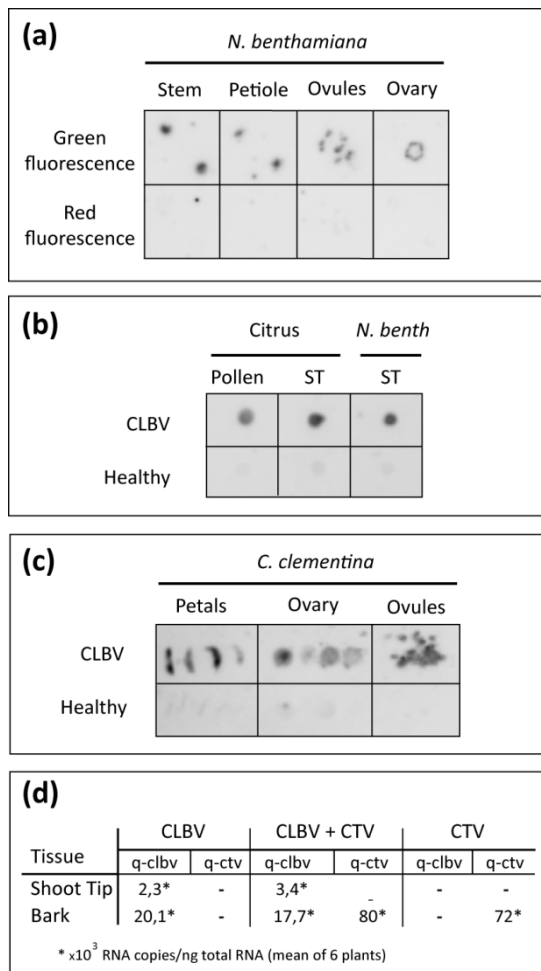 (a)
N. benthamiana
Stem Petiole Ovules Ovary
Green
fluorescence
Red
fluorescence
(b)
Citrus N. benth
Pollen ST ST
CLBV
Healthy
(c)
C. clementina
Petals Ovary Ovules
CLBV
Healthy
(d)
CLBV CLBV + CTV CTV
Tissue q-clbv q-ctv q-clbv q-ctv q-clbv q-ctv
Shoot Tip 2,3* - 3,4* - - -
Bark 20,1* - 17,7* 80* - 72*
* x10³ RNA copies/ng total RNA (mean of 6 plants)